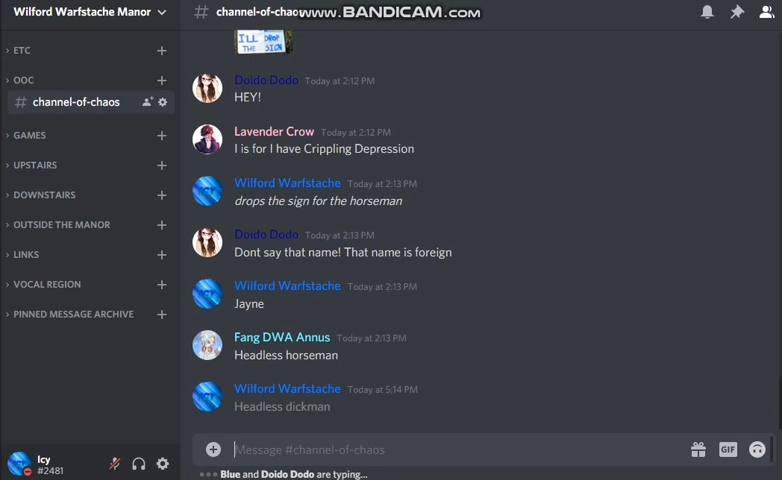 Wilford Warfstache Manor
# channel-of-chaos
www.BANDICAM.com
ETC
OOC
# channel-of-chaos
GAMES
UPSTAIRS
DOWNSTAIRS
OUTSIDE THE MANOR
LINKS
VOCAL REGION
PINNED MESSAGE ARCHIVE
Icy
#2481
I'LL DROP
THE SIGN
Doido Dodo Today at 2:12 PM
HEY!
Lavender Crow Today at 2:12 PM
I is for I have Crippling Depression
Wilford Warfstache Today at 2:13 PM
drops the sign for the horseman
Doido Dodo Today at 2:13 PM
Dont say that name! That name is foreign
ICY
Wilford Warfstache Today at 2:13 PM
Jayne
Fang DWA Annus Today at 2:13 PM
Headless horseman
Wilford Warfstache Today at 5:14 PM
Headless dickman
Message #channel-of-chaos
GIF
Blue and Doido Dodo are typing...